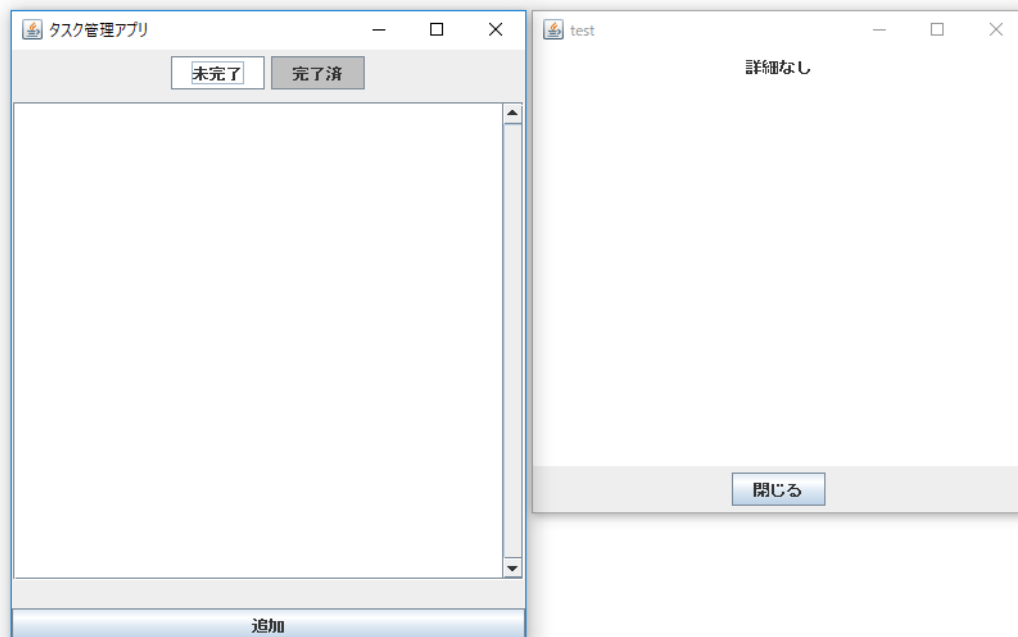 タスク管理アプリ
未完了 完了済
追加
test
詳細なし
閉じる